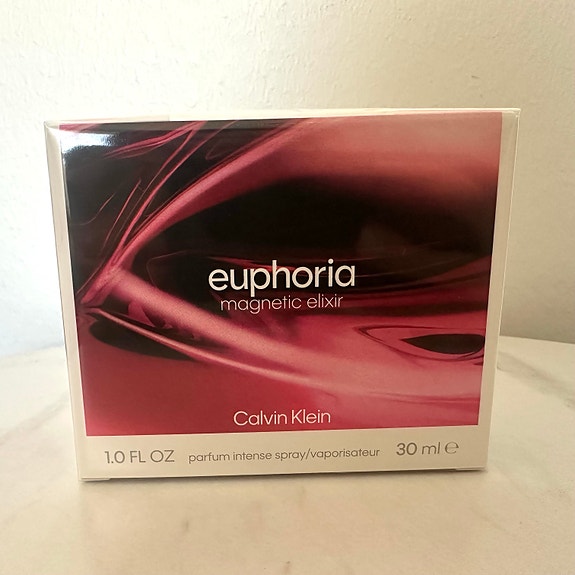 euphoria
magnetic elixir
Calvin Klein
1.0 FL OZ parfum intense spray/vaporisateur 30 ml ℮